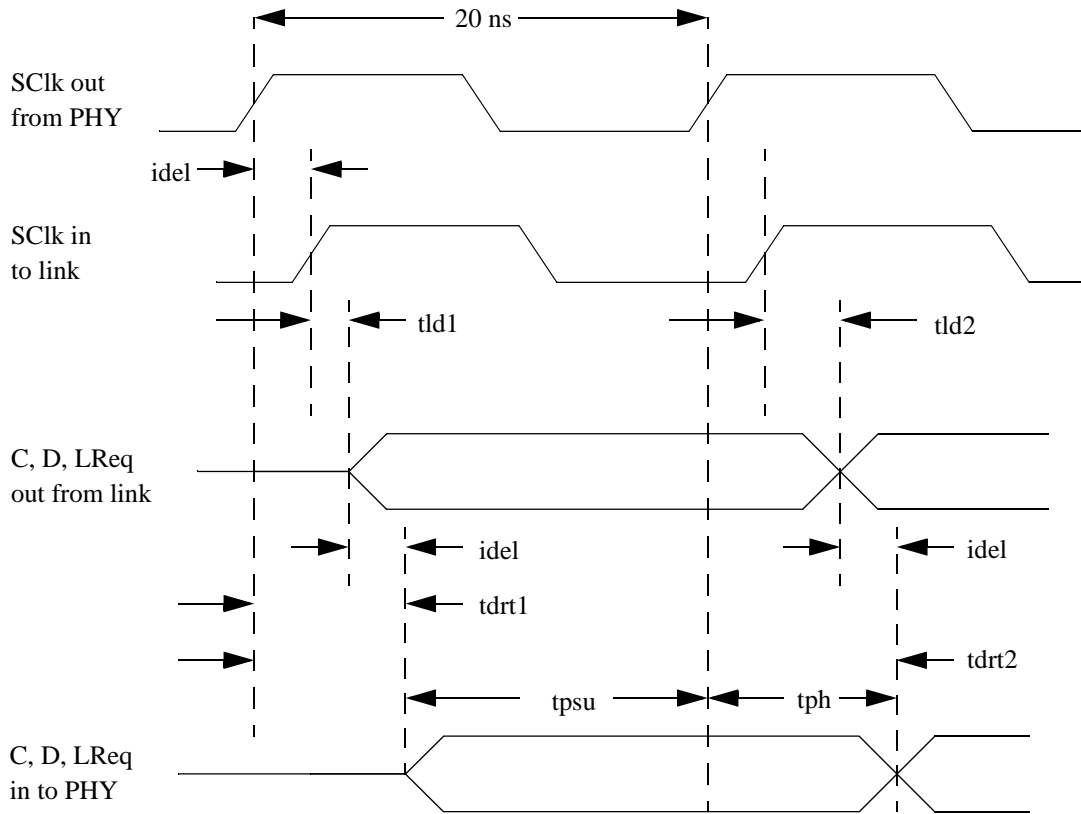 20 ns
SClk out
from PHY
idel
SClk in
to link
tld1
tld2
C, D, LReq
out from link
idel
idel
tdrt1
tdrt2
tpsu
tph
C, D, LReq
in to PHY